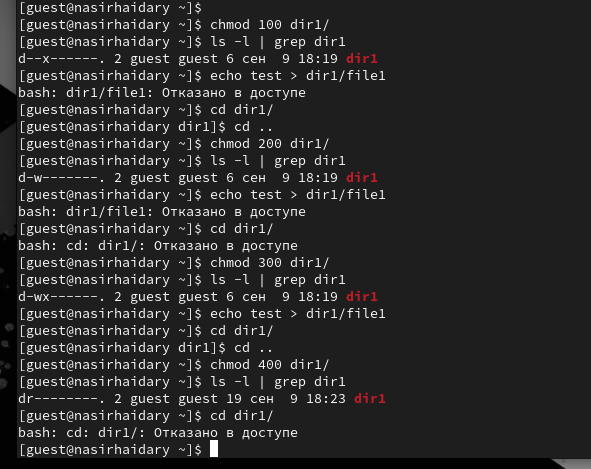 [guest@nasirhaidary ~]$
[guest@nasirhaidary ~]$ chmod 100 dir1/
[guest@nasirhaidary ~]$ ls -l | grep dir1
d--x------. 2 guest guest 6 сен  9 18:19 dir1
[guest@nasirhaidary ~]$ echo test > dir1/file1
bash: dir1/file1: Отказано в доступе
[guest@nasirhaidary ~]$ cd dir1/
[guest@nasirhaidary dir1]$ cd ..
[guest@nasirhaidary ~]$ chmod 200 dir1/
[guest@nasirhaidary ~]$ ls -l | grep dir1
d-w-------. 2 guest guest 6 сен  9 18:19 dir1
[guest@nasirhaidary ~]$ echo test > dir1/file1
bash: dir1/file1: Отказано в доступе
[guest@nasirhaidary ~]$ cd dir1/
bash: cd: dir1/: Отказано в доступе
[guest@nasirhaidary ~]$ chmod 300 dir1/
[guest@nasirhaidary ~]$ ls -l | grep dir1
d-wx------. 2 guest guest 6 сен  9 18:19 dir1
[guest@nasirhaidary ~]$ echo test > dir1/file1
[guest@nasirhaidary ~]$ cd dir1/
[guest@nasirhaidary dir1]$ cd ..
[guest@nasirhaidary ~]$ chmod 400 dir1/
[guest@nasirhaidary ~]$ ls -l | grep dir1
dr--------. 2 guest guest 19 сен  9 18:23 dir1
[guest@nasirhaidary ~]$ cd dir1/
bash: cd: dir1/: Отказано в доступе
[guest@nasirhaidary ~]$